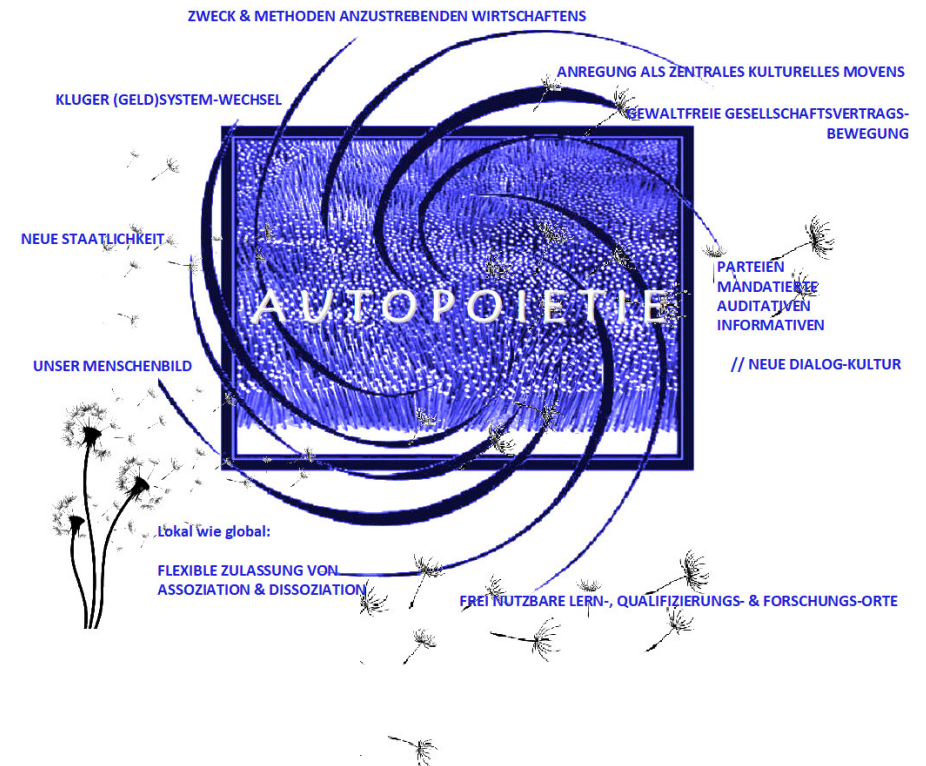 ZWECK & METHODEN ANZUSTREBENDEN WIRTSCHAFTENS
ANREGUNG ALS ZENTRALES KULTURELLES MOVENS
KLUGER (GELD)SYSTEM-WECHSEL
GEWALTFREIE GESELLSCHAFTSVERTRAGS-
BEWEGUNG
NEUE STAATLICHKEIT
PARTEIEN
MANDATIERTE
AUDITATIVEN
INFORMATIVEN
AUTOPOIETIE
UNSER MENSCHENBILD
// NEUE DIALOG-KULTUR
Lokal wie global:
FLEXIBLE ZULASSUNG VON
ASSOZIATION & DISSOZIATION
FREI NUTZBARE LERN-, QUALIFIZIERUNGS- & FORSCHUNGS-ORTE